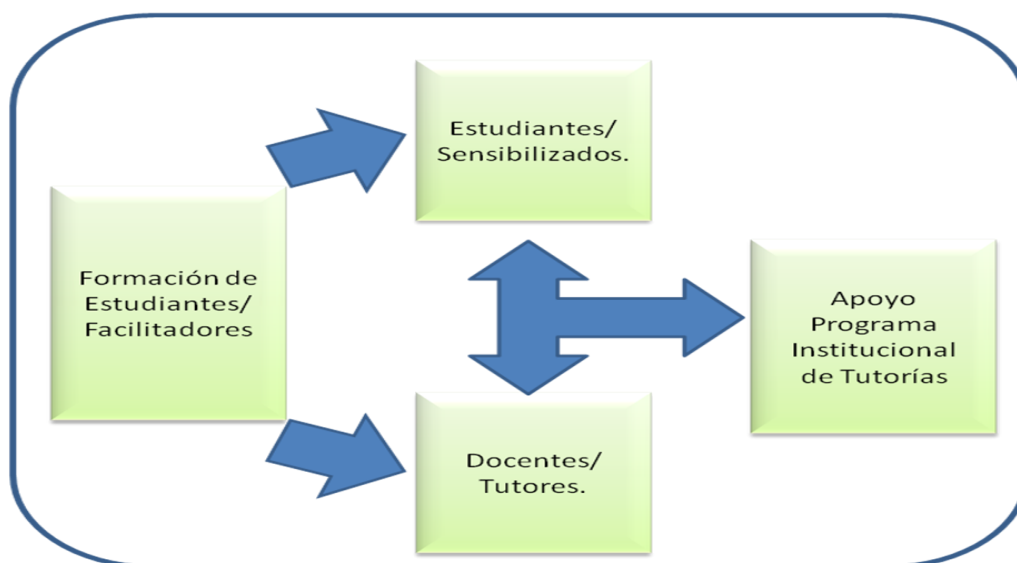 Estudiantes/
Sensibilizados.
Formación de
Estudiantes/
Facilitadores
Apoyo
Programa
Institucional
de Tutorías
Docentes/
Tutores.